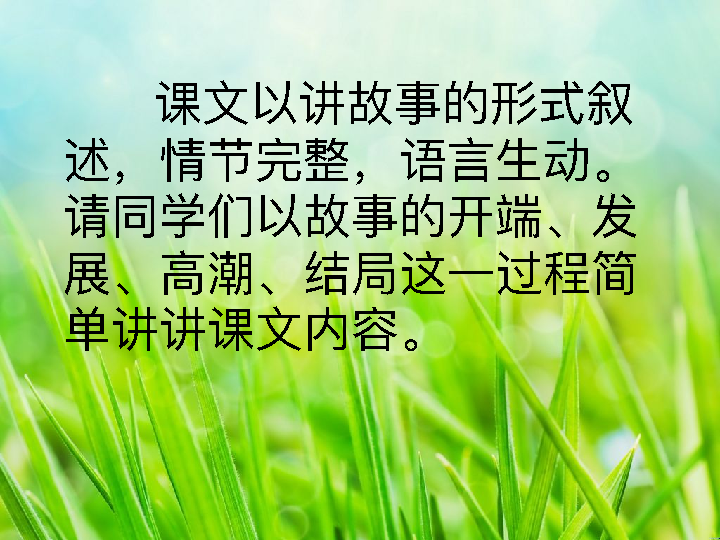 课文以讲故事的形式叙
述，情节完整，语言生动。
请同学们以故事的开端、发
展、高潮、结局这一过程简
单讲讲课文内容。